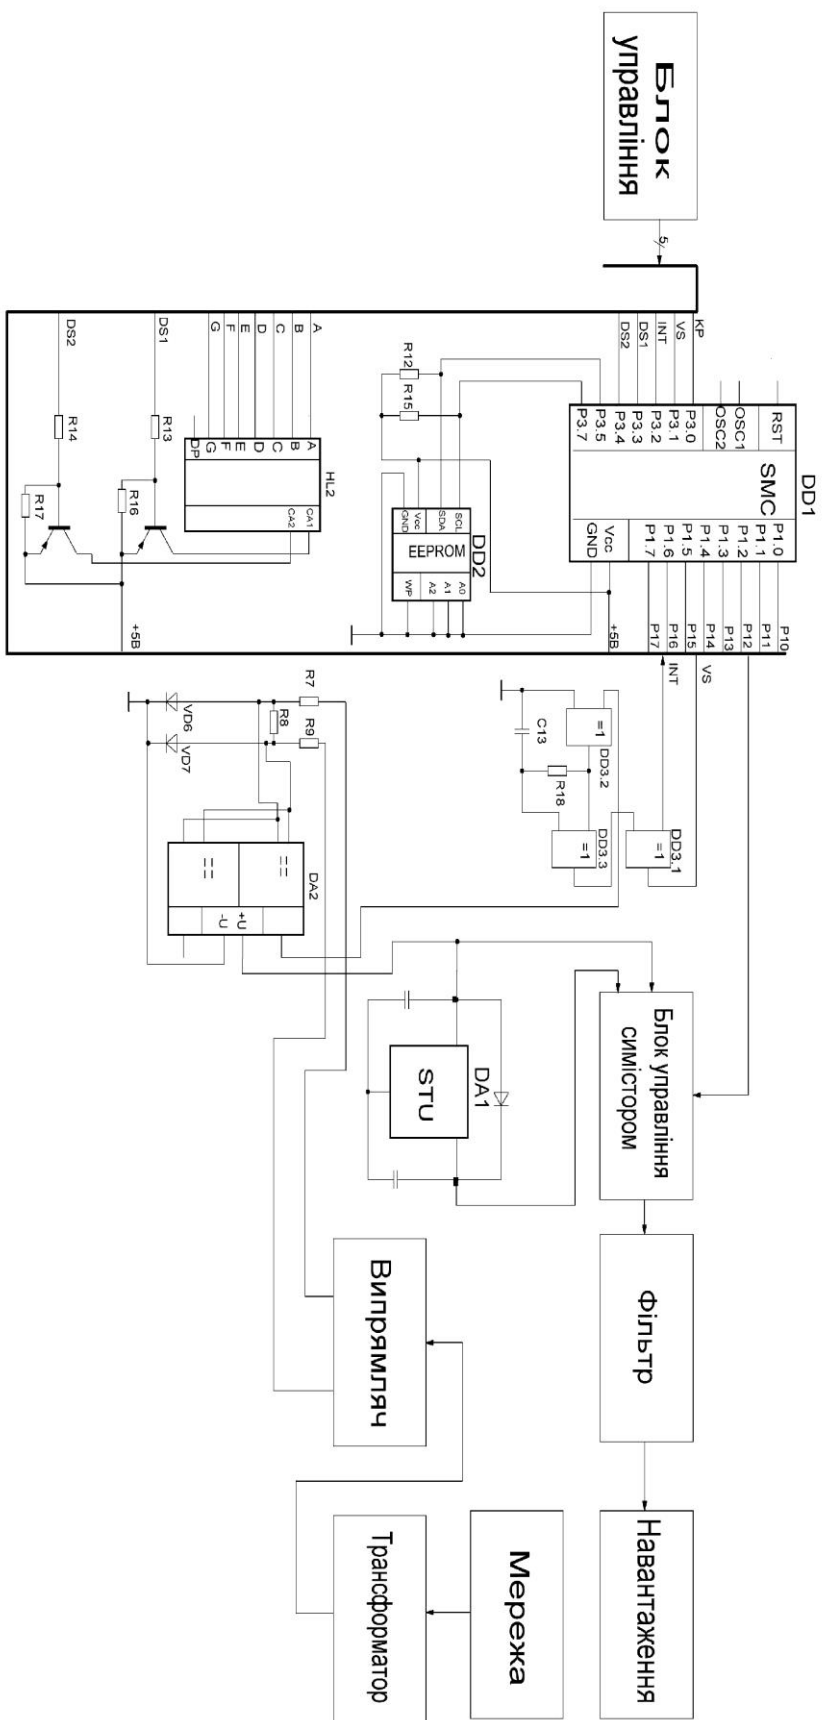 Блок
управління
5
KP
VS
INT
DS1
DS2
DD1
RST
OSC1
OSC2
P3.0
P3.1
P3.2
P3.3
P3.4
P3.5
P3.7
SMC
P1.0
P1.1
P1.2
P1.3
P1.4
P1.5
P1.6
P1.7
Vcc
GND
P10
P11
P12
P13
P14
P15
P16
P17
+5В
VS
INT
R12
R15
DD2
SCL
SDA
Vcc
GND
EEPROM
A0
A1
A2
WP
A
B
C
D
E
F
G
HL2
A
B
C
D
E
F
G
DP
CA1
CA2
DS1
R13
R16
+5В
DS2
R14
R17
DD3.1
=1
DD3.2
=1
DD3.3
=1
R18
C13
R7
R8
R9
VD6
VD7
DA2
==
==
+U
-U
DA1
STU
Блок управління
симістором
Фільтр
Навантаження
Випрямляч
Мережа
Трансформатор